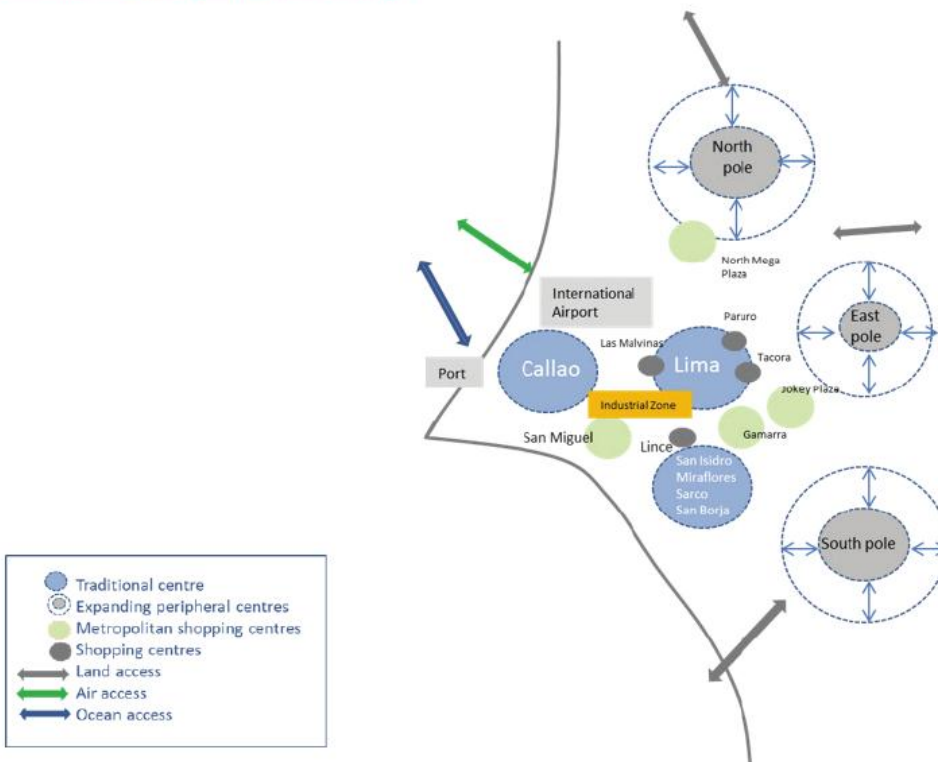 North
pole
North Mega
Plaza
International
Airport
Paruro
East
pole
Las Malvinas
Lima
Tacora
Port
Callao
Jokey Plaza
Industrial Zone
San Miguel
Lince
Gamarra
San Isidro
Miraflores
Sarco
San Borja
South pole
Traditional centre
Expanding peripheral centres
Metropolitan shopping centres
Shopping centres
Land access
Air access
Ocean access